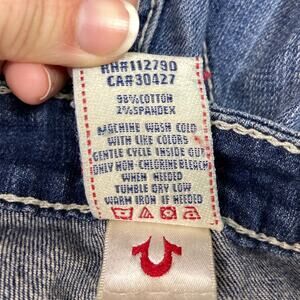 RN#112790
CA#30427
98%COTTON
2%SPANDEX
MACHINE WASH COLD
WITH LIKE COLORS
GENTLE CYCLE INSIDE OUT
ONLY NON-CHLORINE BLEACH
WHEN NEEDED
TUMBLE DRY LOW
WARM IRON IF NEEDED